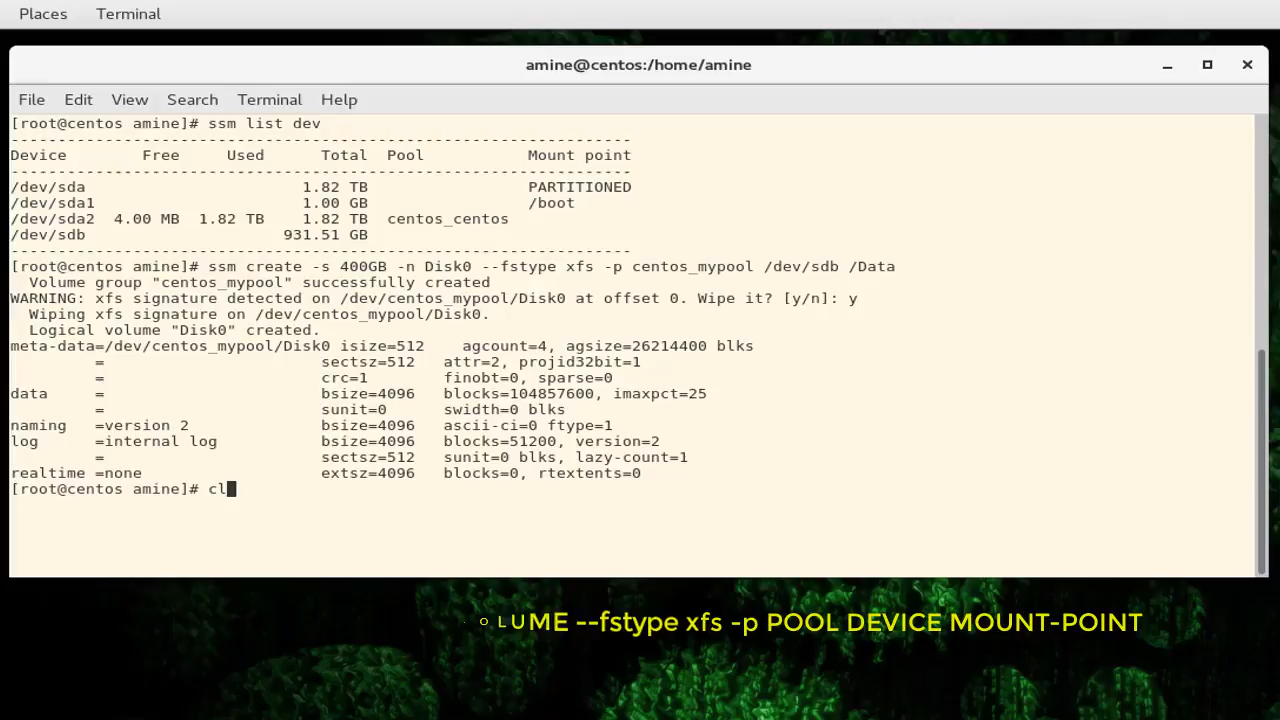 Places Terminal
amine@centos:/home/amine
File Edit View Search Terminal Help
[root@centos amine]# ssm list dev
------------------------------------------------------------------
Device           Free     Used      Total  Pool           Mount point
------------------------------------------------------------------
/dev/sda                       1.82 TB                 PARTITIONED
/dev/sda1                      1.00 GB                 /boot
/dev/sda2  4.00 MB  1.82 TB    1.82 TB  centos_centos
/dev/sdb                     931.51 GB
------------------------------------------------------------------
[root@centos amine]# ssm create -s 400GB -n Disk0 --fstype xfs -p centos_mypool /dev/sdb /Data
  Volume group "centos_mypool" successfully created
WARNING: xfs signature detected on /dev/centos_mypool/Disk0 at offset 0. Wipe it? [y/n]: y
  Wiping xfs signature on /dev/centos_mypool/Disk0.
  Logical volume "Disk0" created.
meta-data=/dev/centos_mypool/Disk0 isize=512    agcount=4, agsize=26214400 blks
         =                       sectsz=512   attr=2, projid32bit=1
         =                       crc=1        finobt=0, sparse=0
data     =                       bsize=4096   blocks=104857600, imaxpct=25
         =                       sunit=0      swidth=0 blks
naming   =version 2              bsize=4096   ascii-ci=0 ftype=1
log      =internal log           bsize=4096   blocks=51200, version=2
         =                       sectsz=512   sunit=0 blks, lazy-count=1
realtime =none                   extsz=4096   blocks=0, rtextents=0
[root@centos amine]# cl
OLUME --fstype xfs -p POOL DEVICE MOUNT-POINT